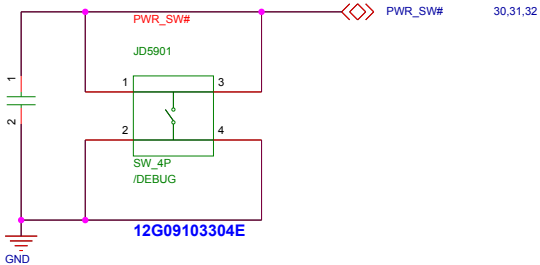 PWR_SW# 30,31,32
PWR_SW#
JD5901
1 3
1
2 4
2
SW_4P
/DEBUG
12G09103304E
GND